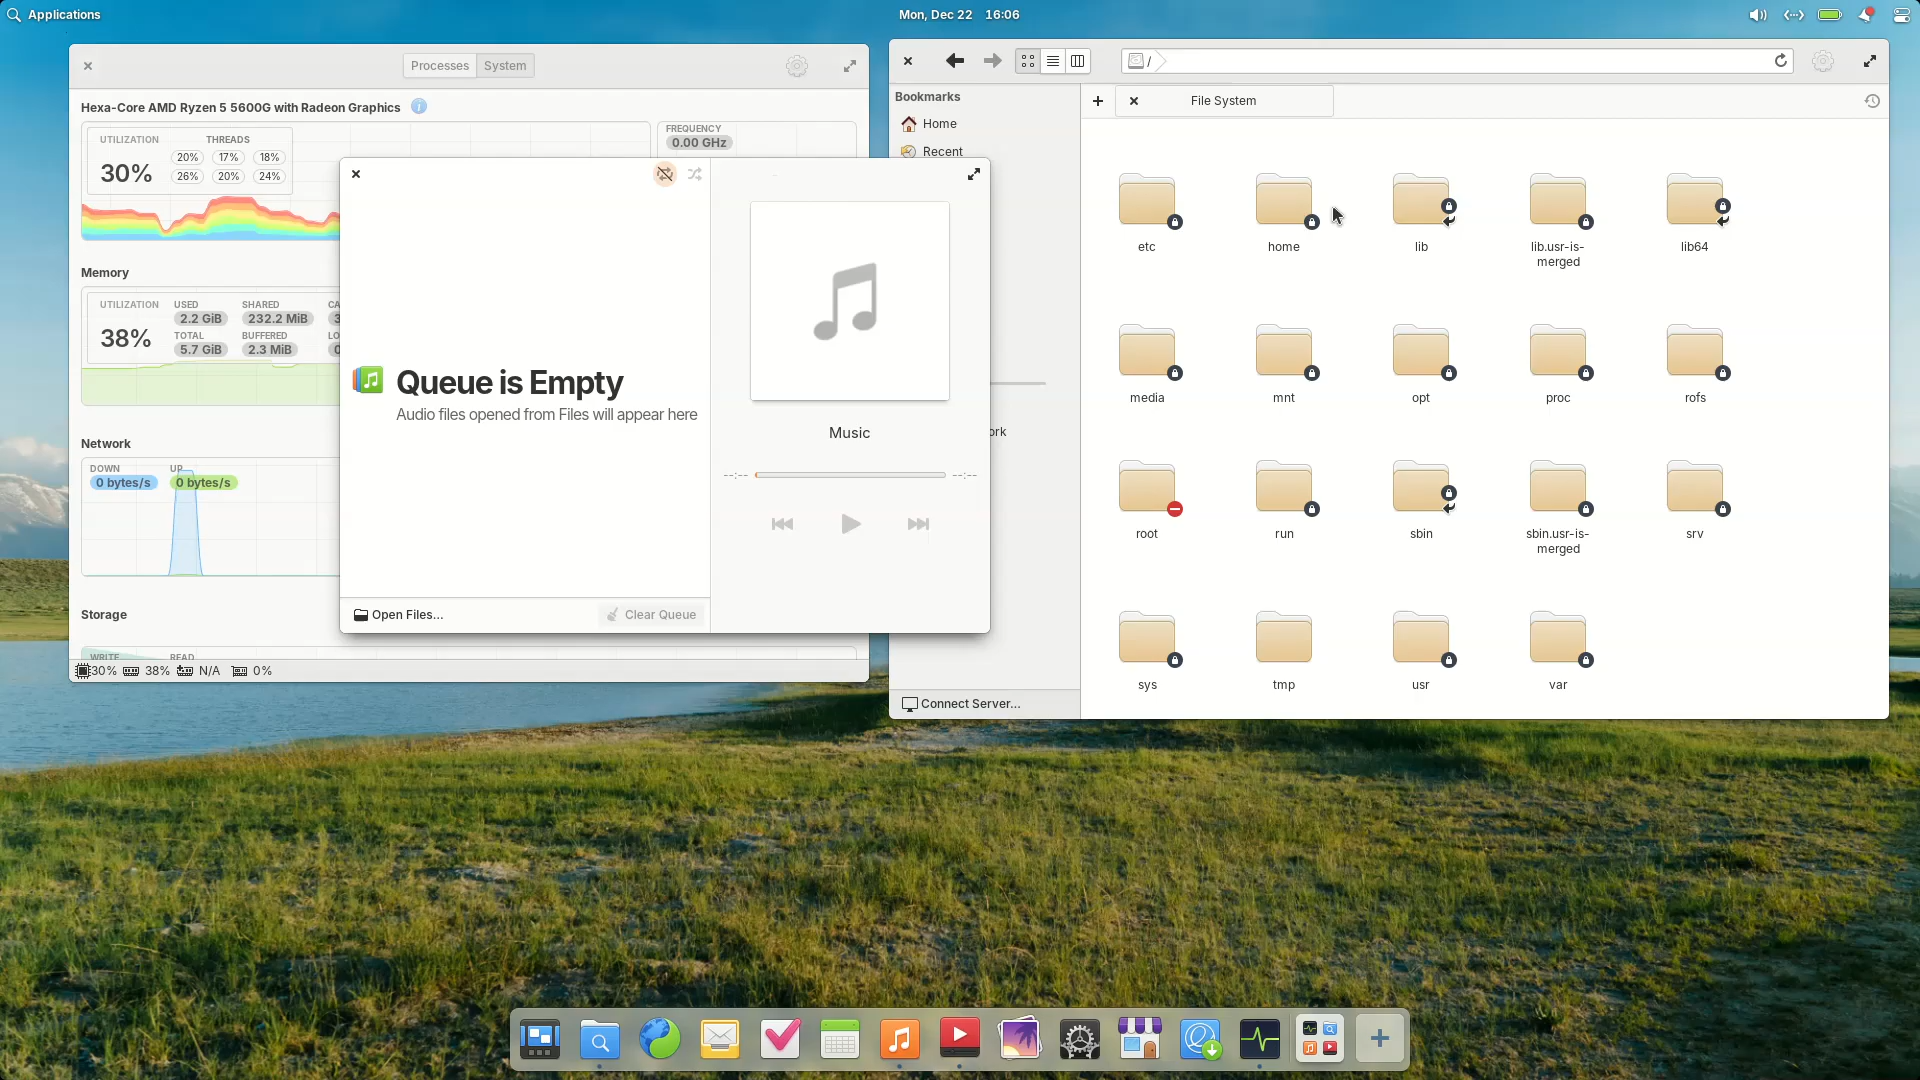 Applications
Mon, Dec 22 16:06
Processes System
Hexa-Core AMD Ryzen 5 5600G with Radeon Graphics
UTILIZATION THREADS
30%
20% 17% 18%
26% 20% 24%
FREQUENCY
0.00 GHz
Memory
UTILIZATION
38%
USED SHARED CA
2.2 GiB 232.2 MiB 3
TOTAL BUFFERED LO
5.7 GiB 2.3 MiB 0
Network
DOWN UP
0 bytes/s 0 bytes/s
Storage
WRITE READ
30% 38% N/A 0%
Queue is Empty
Audio files opened from Files will appear here
Open Files...
Clear Queue
Music
--:-- --:--
/
Bookmarks
Home
Recent
ork
Connect Server...
File System
etc
home
lib
lib.usr-is-
merged
lib64
media
mnt
opt
proc
rofs
root
run
sbin
sbin.usr-is-
merged
srv
sys
tmp
usr
var